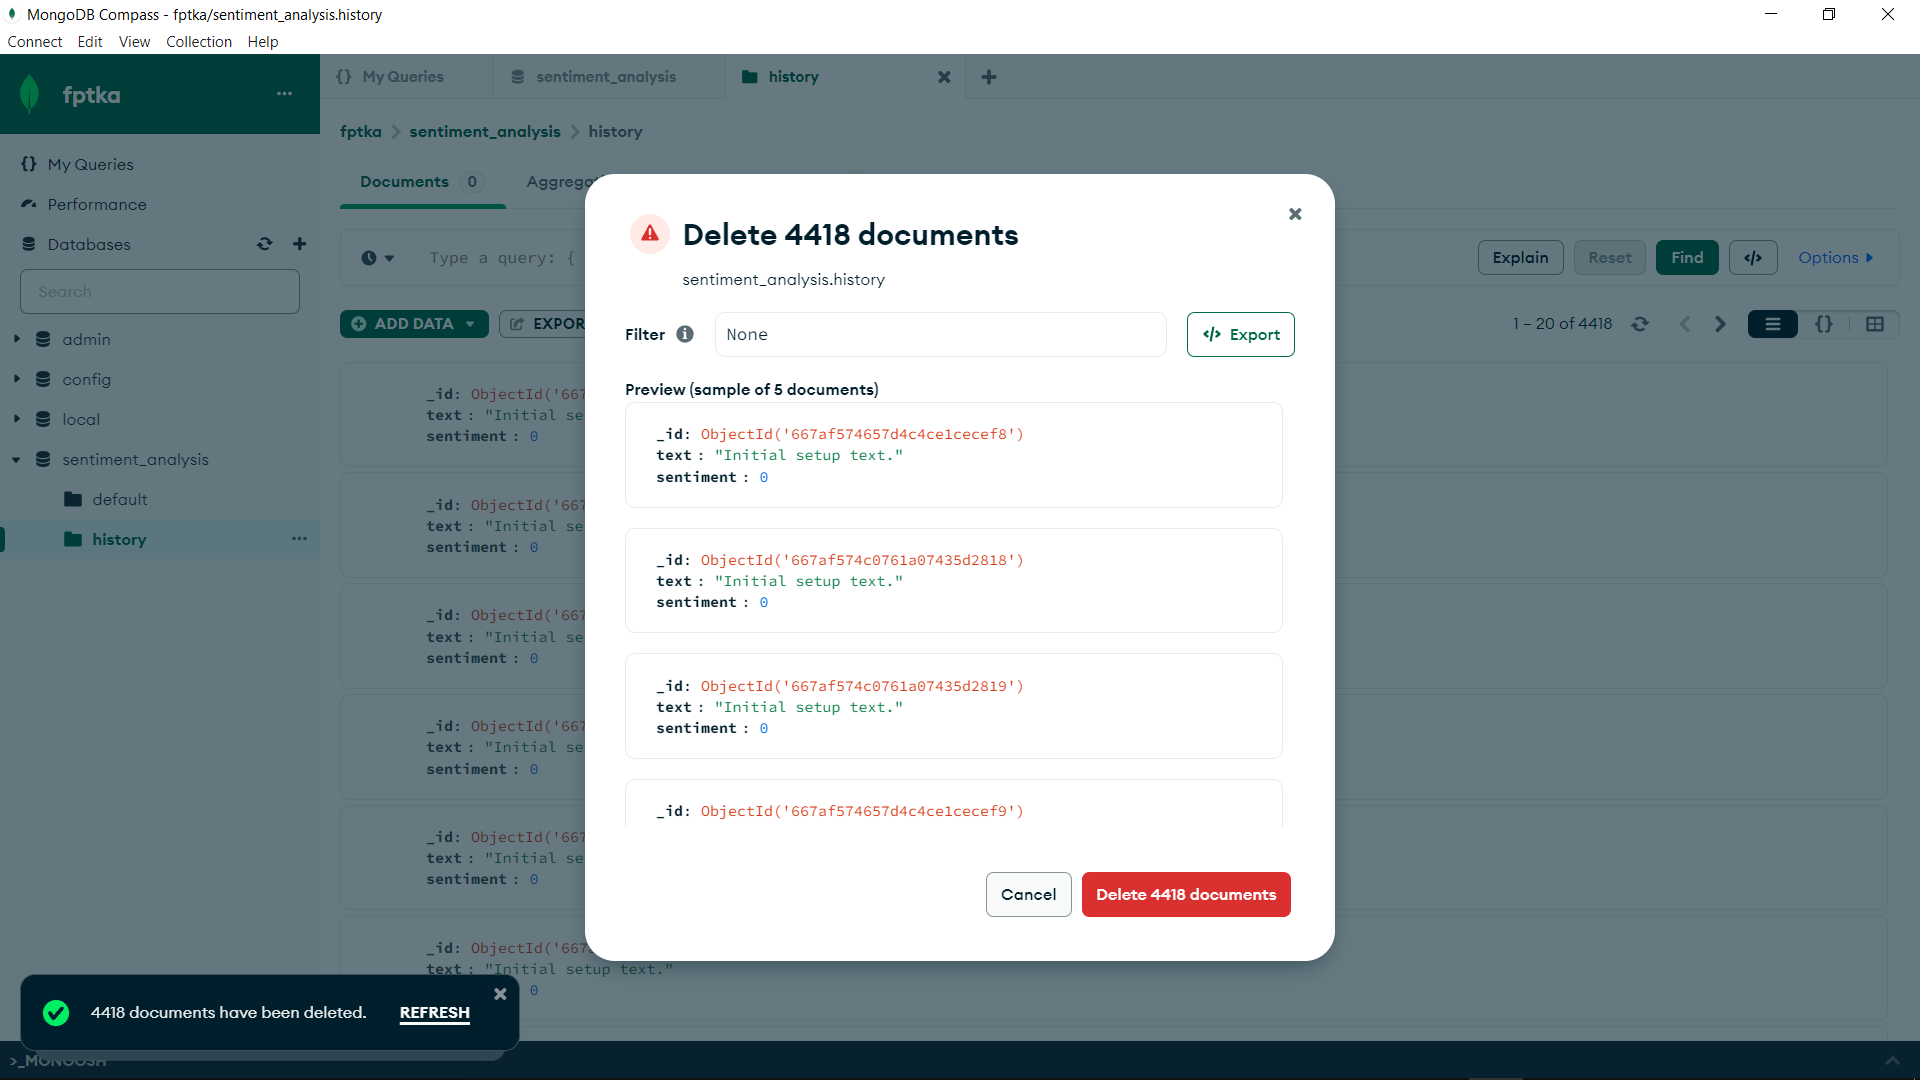 MongoDB Compass - fptka/sentiment_analysis.history
Connect Edit View Collection Help
fptka
My Queries
sentiment_analysis
history
fptka > sentiment_analysis > history
My Queries
Performance
Databases
Search
admin
config
local
sentiment_analysis
default
history
Documents 0
Type a query: {
Explain
Reset
Find
</>
Options
ADD DATA
1 – 20 of 4418
{}
_id: ObjectId('667
text : "Initial se
sentiment : 0
_id: ObjectId('667
text : "Initial se
sentiment : 0
_id: ObjectId('667
text : "Initial se
sentiment : 0
_id: ObjectId('667
text : "Initial se
sentiment : 0
_id: ObjectId('667
text : "Initial se
sentiment : 0
_id: ObjectId('667
text : "Initial setup text."
0
Delete 4418 documents
sentiment_analysis.history
Filter
None
</> Export
Preview (sample of 5 documents)
_id: ObjectId('667af574657d4c4ce1cecef8')
text : "Initial setup text."
sentiment : 0
_id: ObjectId('667af574c0761a07435d2818')
text : "Initial setup text."
sentiment : 0
_id: ObjectId('667af574c0761a07435d2819')
text : "Initial setup text."
sentiment : 0
_id: ObjectId('667af574657d4c4ce1cecef9')
Cancel
Delete 4418 documents
4418 documents have been deleted.
REFRESH
>_MONGOSH